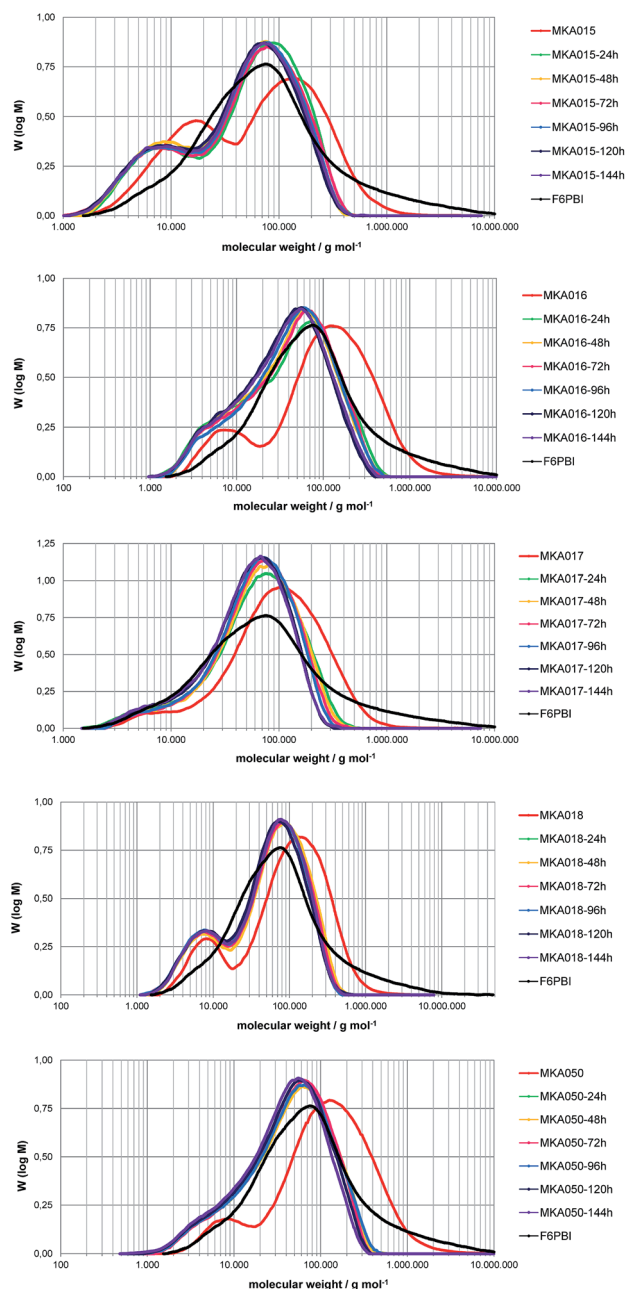 1,00
0,75
0,50
0,25
0,00
W (log M)
1.000
10.000
100.000
1.000.000
10.000.000
molecular weight / g mol-1
MKA015
MKA015-24h
MKA015-48h
MKA015-72h
MKA015-96h
MKA015-120h
MKA015-144h
F6PBI
1,00
0,75
0,50
0,25
0,00
W (log M)
100
1.000
10.000
100.000
1.000.000
10.000.000
molecular weight / g mol-1
MKA016
MKA016-24h
MKA016-48h
MKA016-72h
MKA016-96h
MKA016-120h
MKA016-144h
F6PBI
1,25
1,00
0,75
0,50
0,25
0,00
W (log M)
1.000
10.000
100.000
1.000.000
10.000.000
molecular weight / g mol-1
MKA017
MKA017-24h
MKA017-48h
MKA017-72h
MKA017-96h
MKA017-120h
MKA017-144h
F6PBI
1,00
0,75
0,50
0,25
0,00
W (log M)
100
1.000
10.000
100.000
1.000.000
10.000.000
molecular weight / g mol-1
MKA018
MKA018-24h
MKA018-48h
MKA018-72h
MKA018-96h
MKA018-120h
MKA018-144h
F6PBI
1,00
0,75
0,50
0,25
0,00
W (log M)
100
1.000
10.000
100.000
1.000.000
10.000.000
molecular weight / g mol-1
MKA050
MKA050-24h
MKA050-48h
MKA050-72h
MKA050-96h
MKA050-120h
MKA050-144h
F6PBI